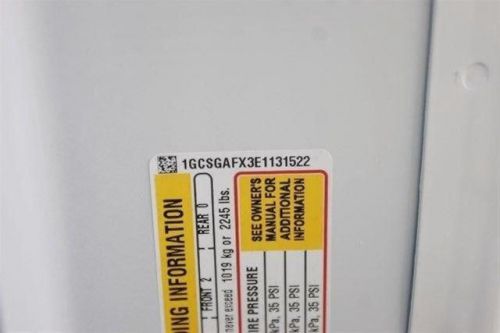 1GCSGAFX3E1131522
DING INFORMATION
FRONT 2 REAR 0
never exceed 1019 kg or 2245 lbs.
SEE OWNER'S
MANUAL FOR
ADDITIONAL
INFORMATION
IRE PRESSURE
kPa, 35 PSI
kPa, 35 PSI
kPa, 35 PSI